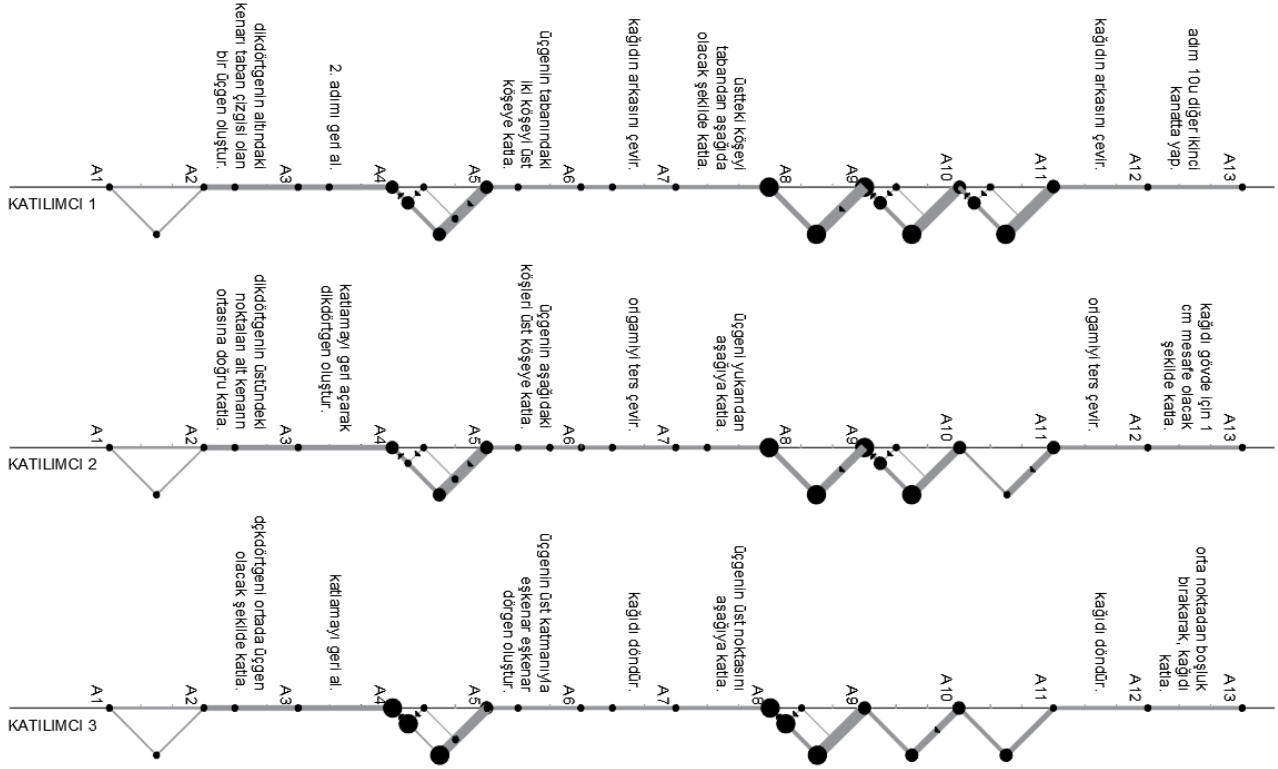 A1
A2
dikdörtgenin altındaki
kenarı taban çizgisi olan
bir üçgen oluştur.
A3
2. adımı geri al.
A4
A5
üçgenin tabanındaki
iki köşeyi üst
köşeye katla.
A6
kağıdın arkasını çevir.
A7
üstteki köşeyi
tabandan aşağıda
olacak şekilde katla.
A8
A9
A10
A11
kağıdın arkasını çevir.
A12
adım 10u diğer ikinci
kanatta yap.
A13
KATILIMCI 1
A1
A2
dikdörtgenin üstündeki
noktaları alt kenarın
ortasına doğru katla.
A3
katlamayı geri açarak
dikdörtgen oluştur.
A4
A5
üçgenin aşağıdaki
köşleri üst köşeye katla.
A6
origamiyi ters çevir.
A7
üçgeni yukarıdan
aşağıya katla.
A8
A9
A10
A11
origamiyi ters çevir.
A12
kağıdı gövde için 1
cm mesafe olacak
şekilde katla.
A13
KATILIMCI 2
A1
A2
dçkdörtgeni ortada üçgen
olacak şekilde katla.
A3
katlamayı geri al.
A4
A5
üçgenin üst katmanıyla
eşkenar eşkenar
dörgen oluştur.
A6
kağıdı döndür.
A7
üçgenin üst noktasını
aşağıya katla.
A8
A9
A10
A11
kağıdı döndür.
A12
orta noktadan boşluk
bırakarak, kağıdı
katla.
A13
KATILIMCI 3